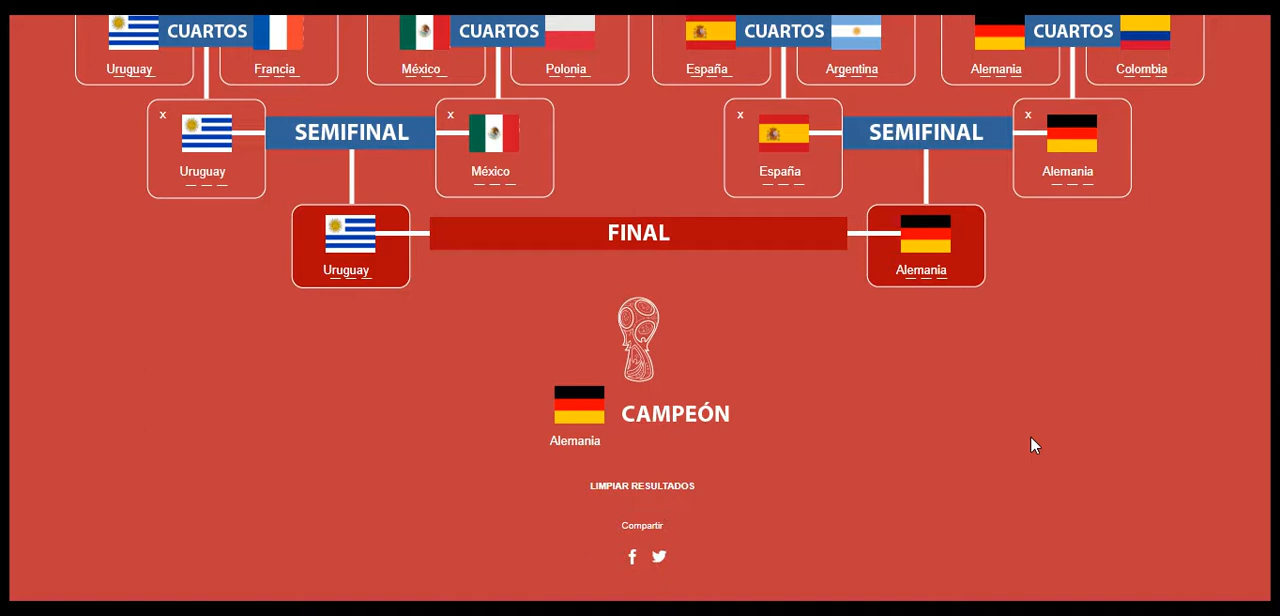 CUARTOS CUARTOS CUARTOS CUARTOS
Uruguay Francia México Polonia España Argentina Alemania Colombia
x x x x
SEMIFINAL SEMIFINAL
Uruguay México España Alemania
FINAL
Uruguay Alemania
CAMPEÓN
Alemania
LIMPIAR RESULTADOS
Compartir